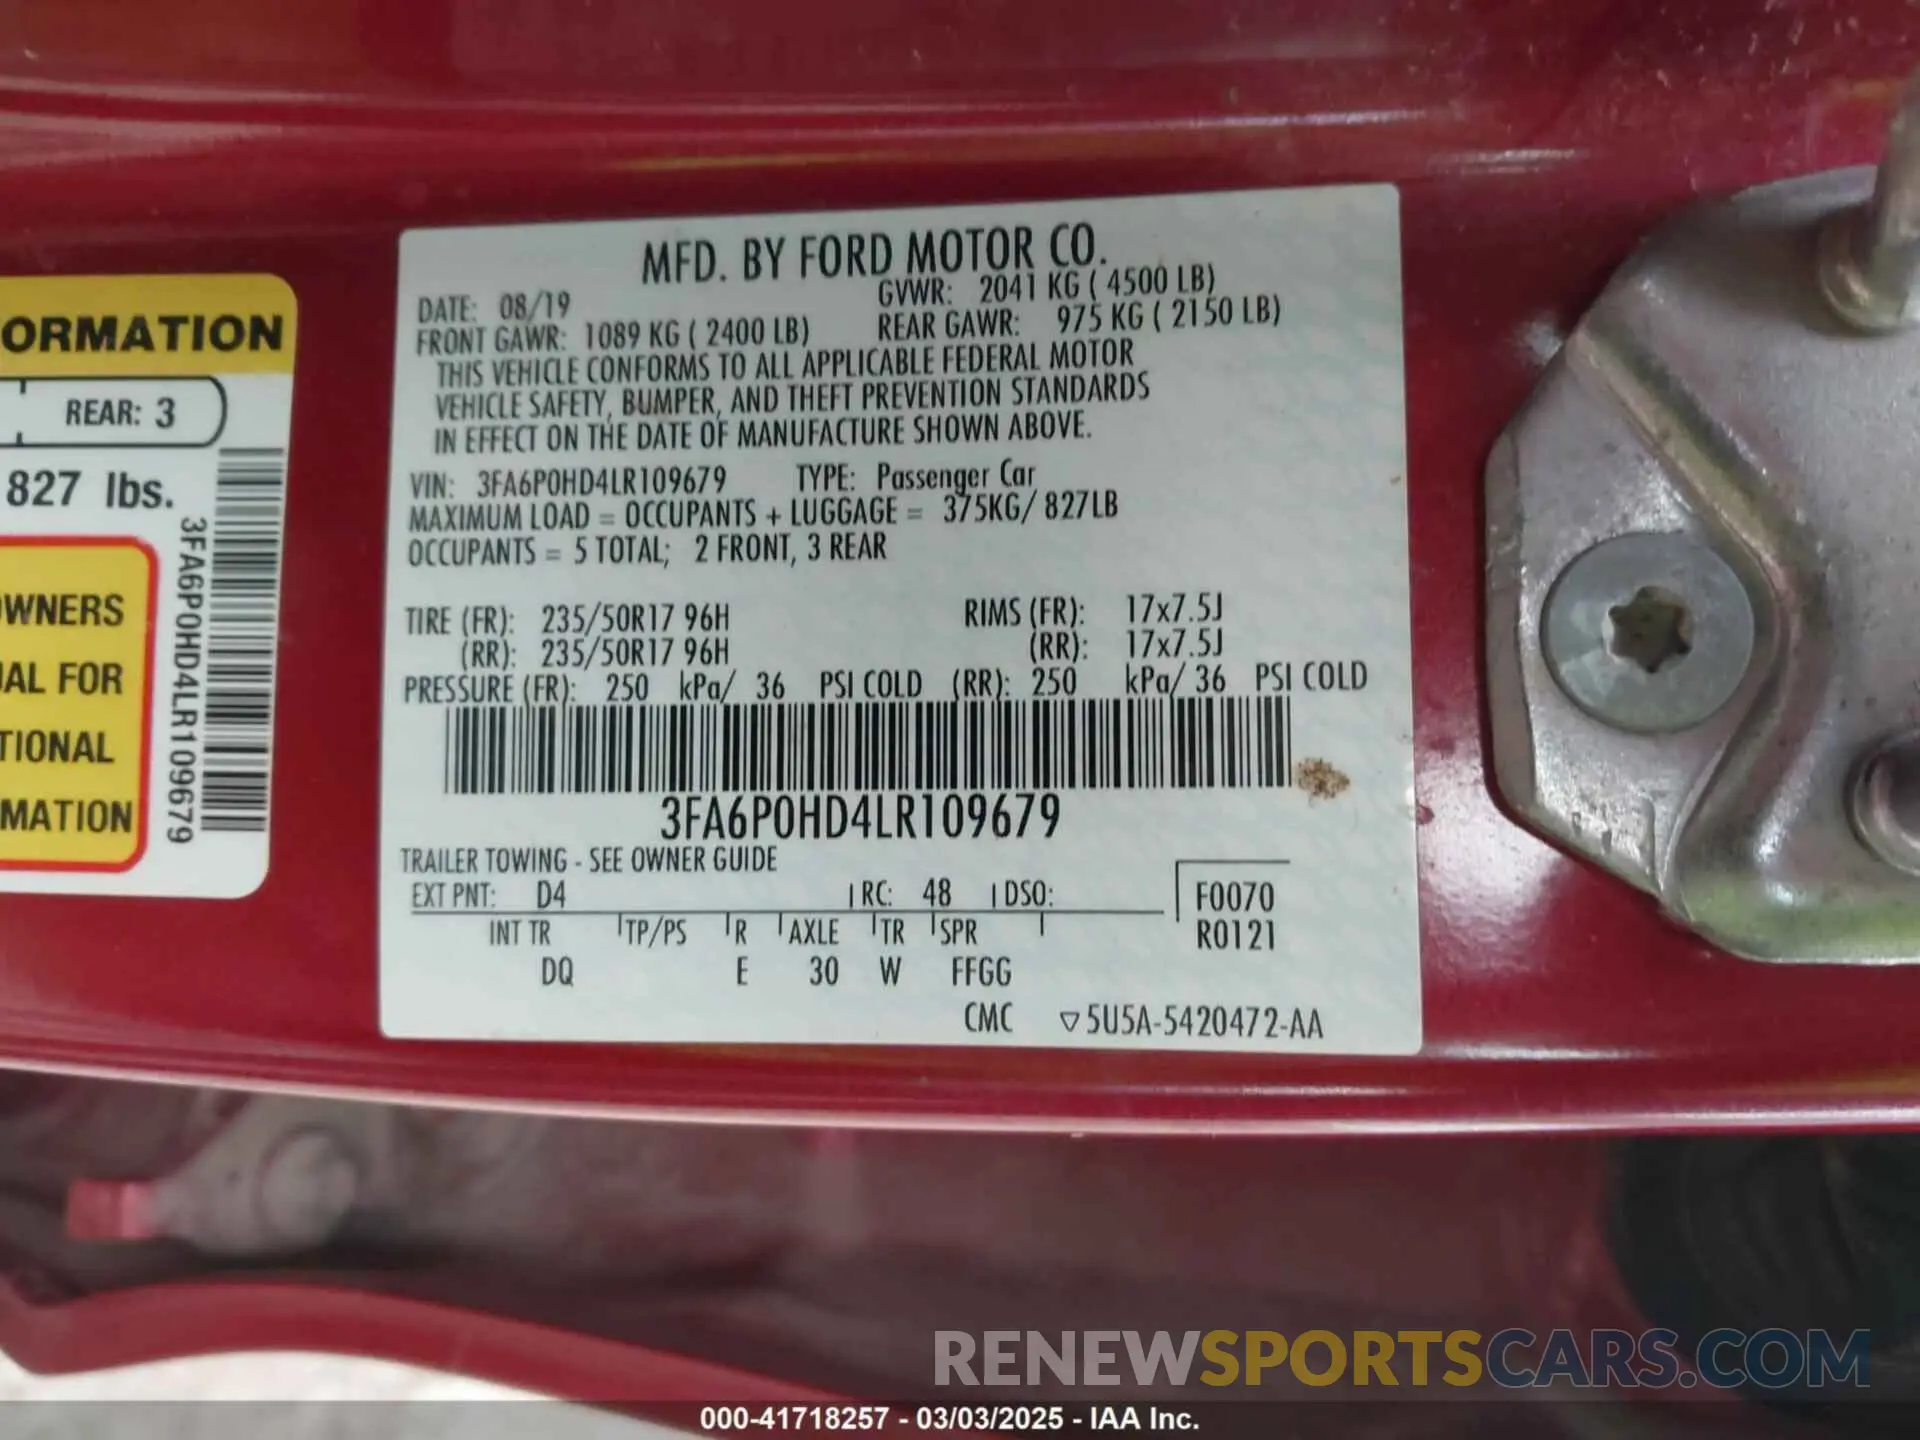 ORMATION
REAR: 3
827 lbs.
3FA6P0HD4LR109679
OWNERS
UAL FOR
TIONAL
MATION
MFD. BY FORD MOTOR CO.
DATE: 08/19 GVWR: 2041 KG ( 4500 LB)
FRONT GAWR: 1089 KG ( 2400 LB) REAR GAWR: 975 KG ( 2150 LB)
THIS VEHICLE CONFORMS TO ALL APPLICABLE FEDERAL MOTOR
VEHICLE SAFETY, BUMPER, AND THEFT PREVENTION STANDARDS
IN EFFECT ON THE DATE OF MANUFACTURE SHOWN ABOVE.
VIN: 3FA6P0HD4LR109679 TYPE: Passenger Car
MAXIMUM LOAD = OCCUPANTS + LUGGAGE = 375KG/ 827LB
OCCUPANTS = 5 TOTAL; 2 FRONT, 3 REAR
TIRE (FR): 235/50R17 96H RIMS (FR): 17x7.5J
(RR): 235/50R17 96H (RR): 17x7.5J
PRESSURE (FR): 250 kPa/ 36 PSI COLD (RR): 250 kPa/ 36 PSI COLD
3FA6P0HD4LR109679
TRAILER TOWING - SEE OWNER GUIDE
EXT PNT: D4 RC: 48 DSO: F0070
INT TR TP/PS R AXLE TR SPR R0121
DQ E 30 W FFGG
CMC ▽5U5A-5420472-AA
RENEWSPORTSCARS.COM
000-41718257 - 03/03/2025 - IAA Inc.